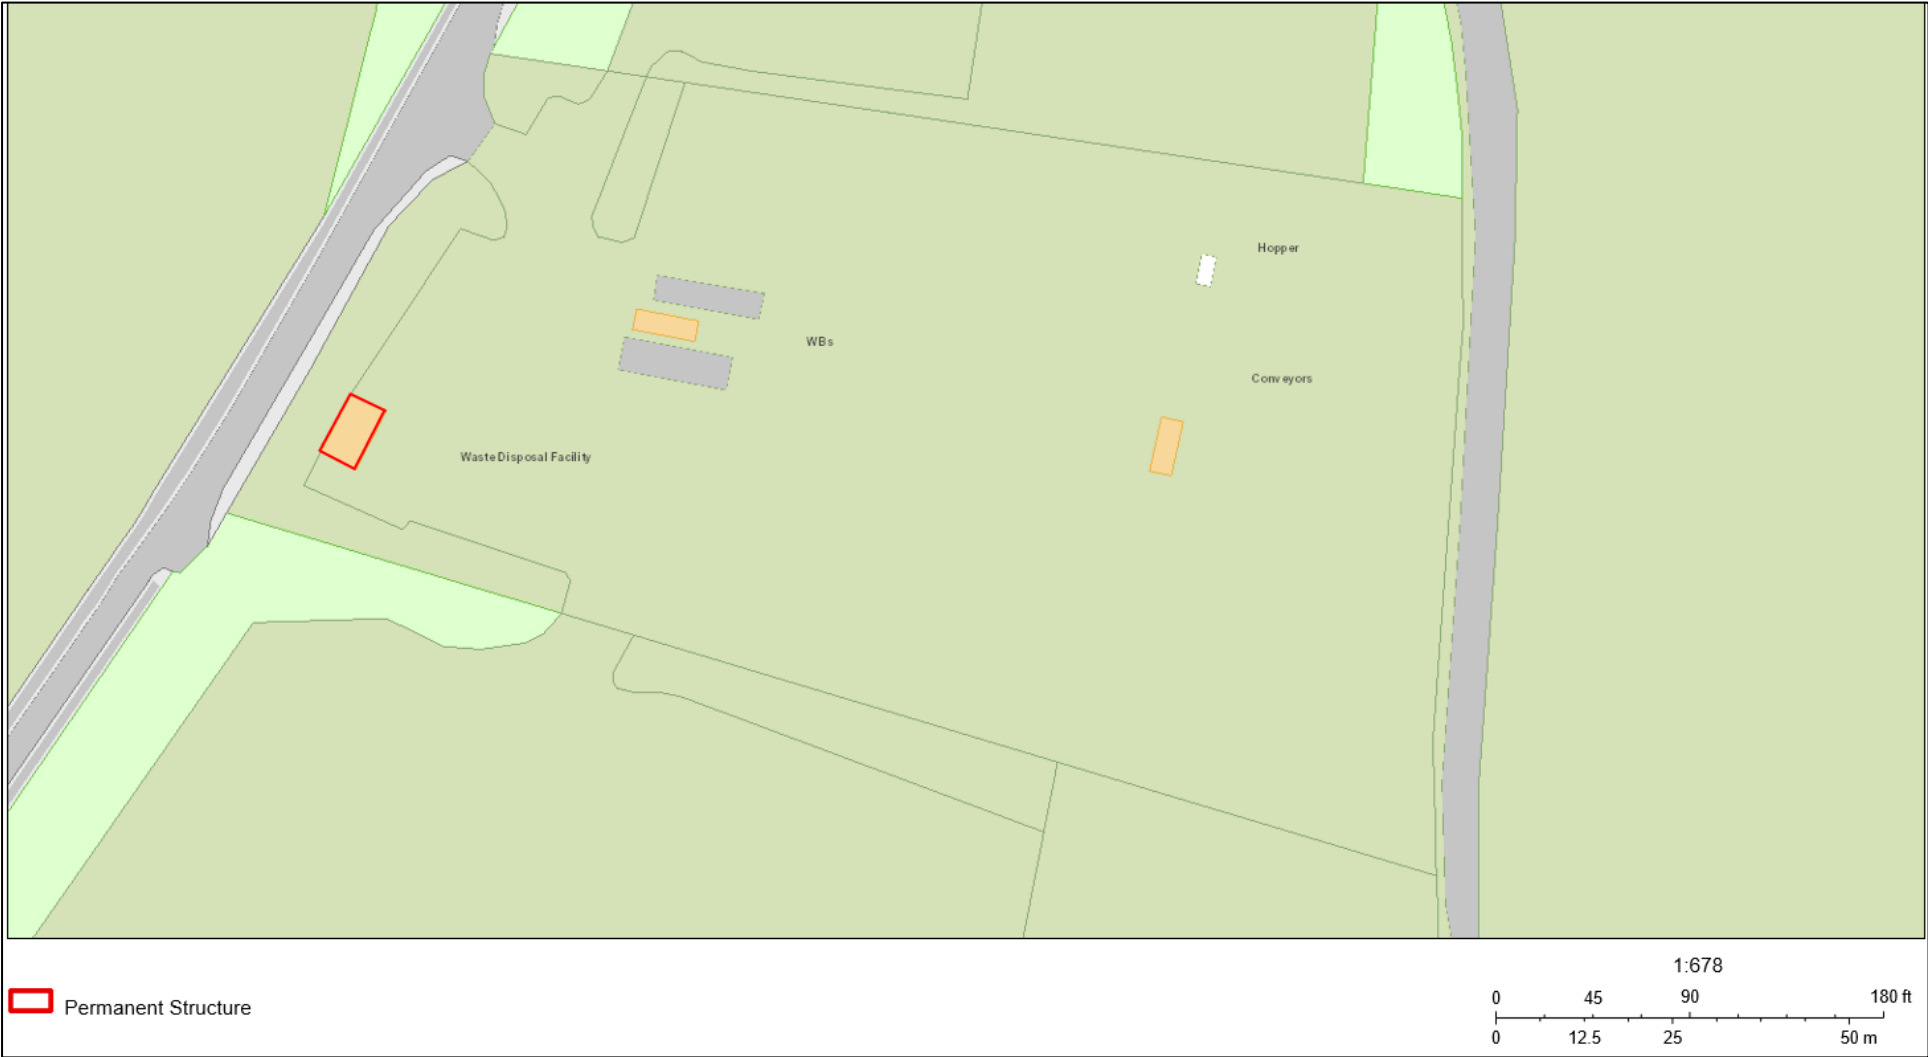 Hopper
WBs
Conveyors
Waste Disposal Facility
1:678
Permanent Structure
0 45 90 180 ft
0 12.5 25 50 m